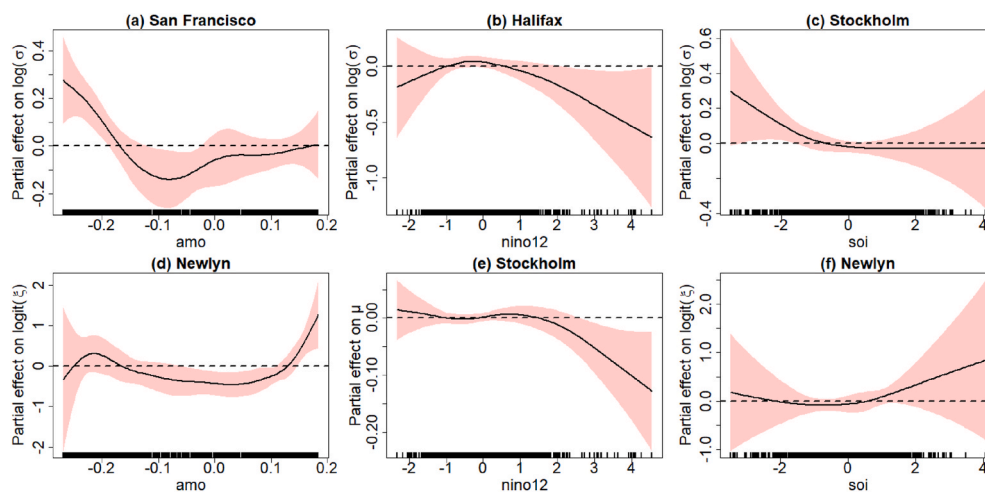 (a) San Francisco
Partial effect on log(σ)
-0.2 0.0 0.2 0.4
-0.2 -0.1 0.0 0.1 0.2
amo
(b) Halifax
Partial effect on log(σ)
-1.0 -0.5 0.0
-2 -1 0 1 2 3 4
nino12
(c) Stockholm
Partial effect on log(σ)
-0.4 0.0 0.2 0.4 0.6
-2 0 2 4
soi
(d) Newlyn
Partial effect on logit(ξ)
-2 -1 0 1 2
-0.2 -0.1 0.0 0.1 0.2
amo
(e) Stockholm
Partial effect on μ
-0.20 -0.10 0.00
-2 -1 0 1 2 3 4
nino12
(f) Newlyn
Partial effect on logit(ξ)
-1.0 0.0 1.0 2.0
-2 0 2 4
soi